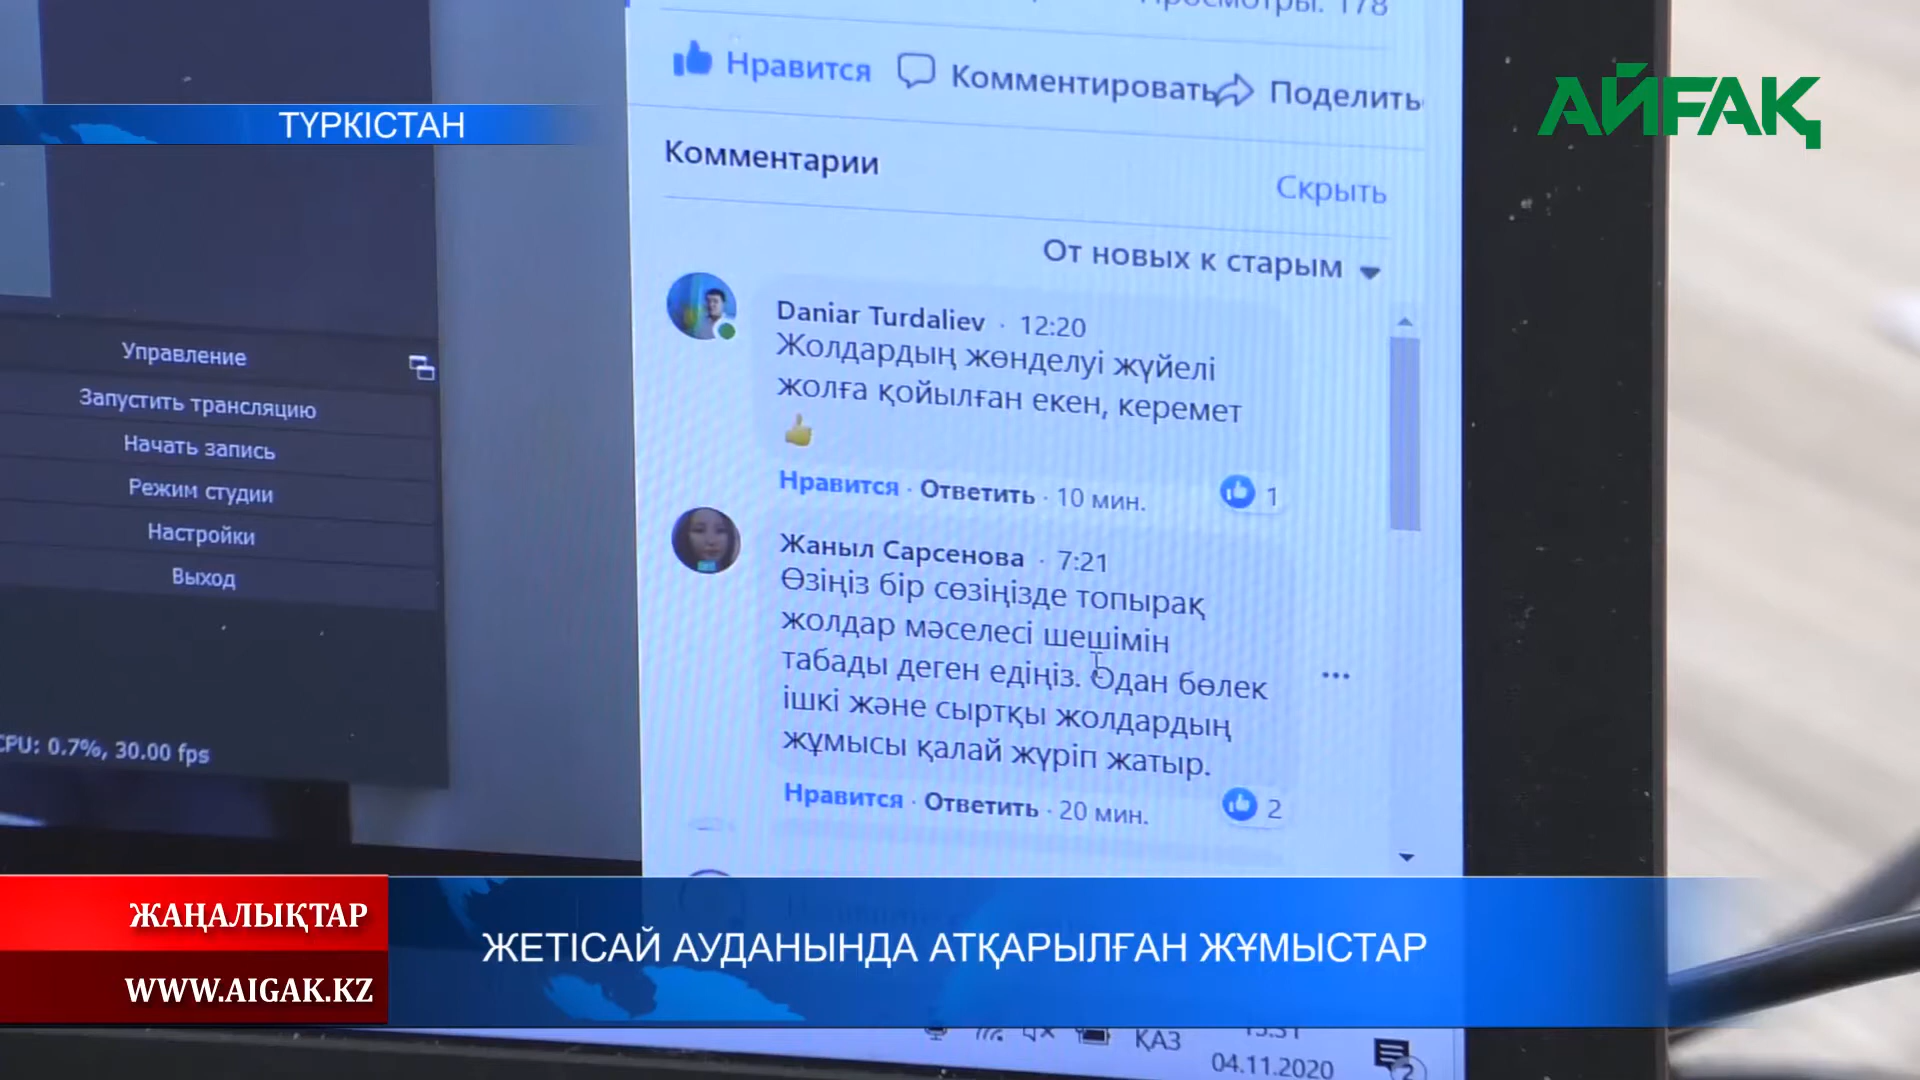 Просмотры: 178
Нравится Комментировать Поделить
АЙҒАҚ
ТҮРКІСТАН
Комментарии
Скрыть
От новых к старым
Daniar Turdaliev · 12:20
Жолдардың жөнделуі жүйелі
жолға қойылған екен, керемет
👍
Нравится · Ответить · 10 мин. 1
Управление
Запустить трансляцию
Начать запись
Режим студии
Настройки
Выход
CPU: 0.7%, 30.00 fps
Жаныл Сарсенова · 7:21
Өзіңіз бір сөзіңізде топырақ
жолдар мәселесі шешімін
табады деген едіңіз. Одан бөлек
ішкі және сыртқы жолдардың
жұмысы қалай жүріп жатыр.
Нравится · Ответить · 20 мин. 2
ЖАҢАЛЫҚТАР
WWW.AIGAK.KZ
ЖЕТІСАЙ АУДАНЫНДА АТҚАРЫЛҒАН ЖҰМЫСТАР
ҚАЗ
04.11.2020
2